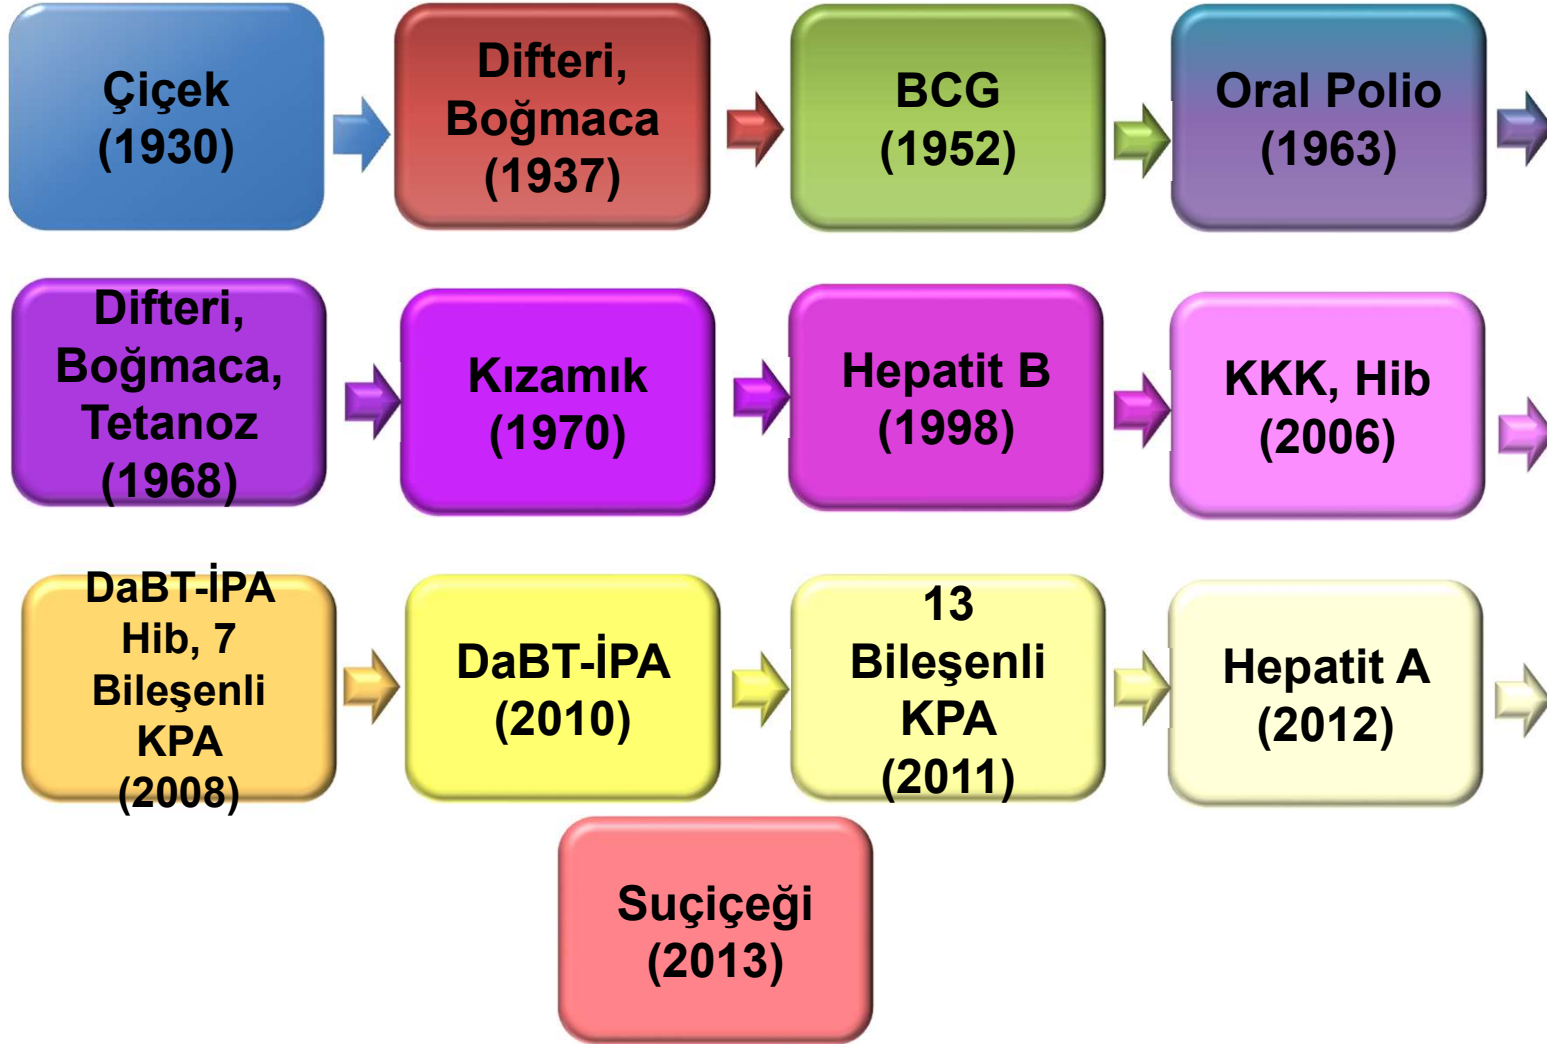 Çiçek
(1930)
Difteri,
Boğmaca
(1937)
BCG
(1952)
Oral Polio
(1963)
Difteri,
Boğmaca,
Tetanoz
(1968)
Kızamık
(1970)
Hepatit B
(1998)
KKK, Hib
(2006)
DaBT-İPA
Hib, 7
Bileşenli
KPA
(2008)
DaBT-İPA
(2010)
13
Bileşenli
KPA
(2011)
Hepatit A
(2012)
Suçiçeği
(2013)